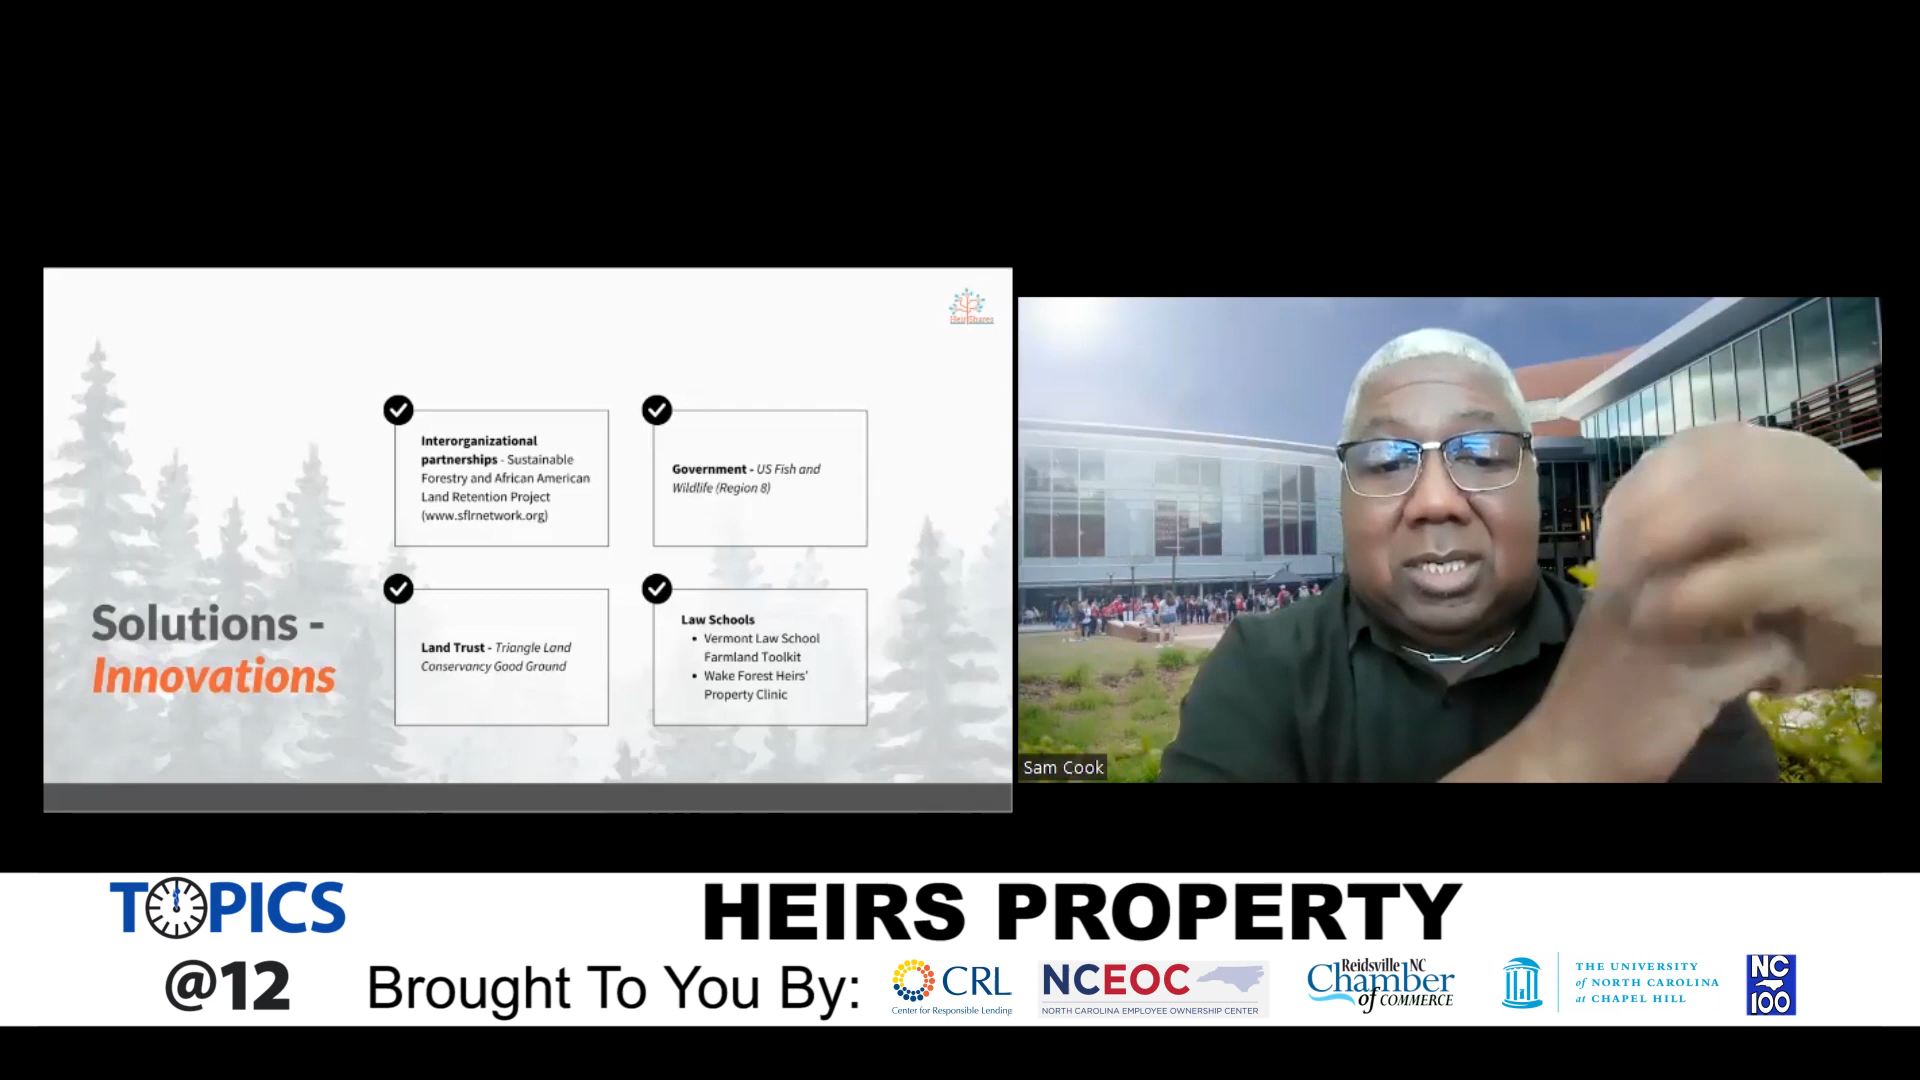 HeirShares
Interorganizational
partnerships - Sustainable
Forestry and African American
Land Retention Project
(www.sflrnetwork.org)
Government - US Fish and
Wildlife (Region 8)
Solutions -
Innovations
Land Trust - Triangle Land
Conservancy Good Ground
Law Schools
• Vermont Law School
Farmland Toolkit
• Wake Forest Heirs'
Property Clinic
Sam Cook
TOPICS
@12
HEIRS PROPERTY
Brought To You By:
CRL
Center for Responsible Lending
NCEOC
NORTH CAROLINA EMPLOYEE OWNERSHIP CENTER
Reidsville NC
Chamber
of COMMERCE
THE UNIVERSITY
of NORTH CAROLINA
at CHAPEL HILL
NC
100